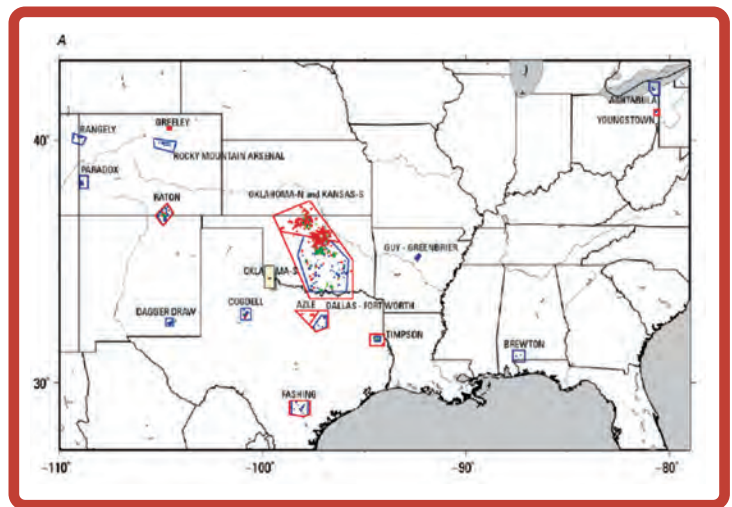 A
ASHTABULA
YOUNGSTOWN
GREELEY
40˚
RANGELY
ROCKY MOUNTAIN ARSENAL
PARADOX
RATON
OKLAHOMA-N and KANSAS-S
GUY - GREENBRIER
DAGGER DRAW
COGDELL
AZLE
DALLAS - FORT WORTH
TIMPSON
BREWTON
30˚
FASHING
-110˚
-100˚
-90˚
-80˚